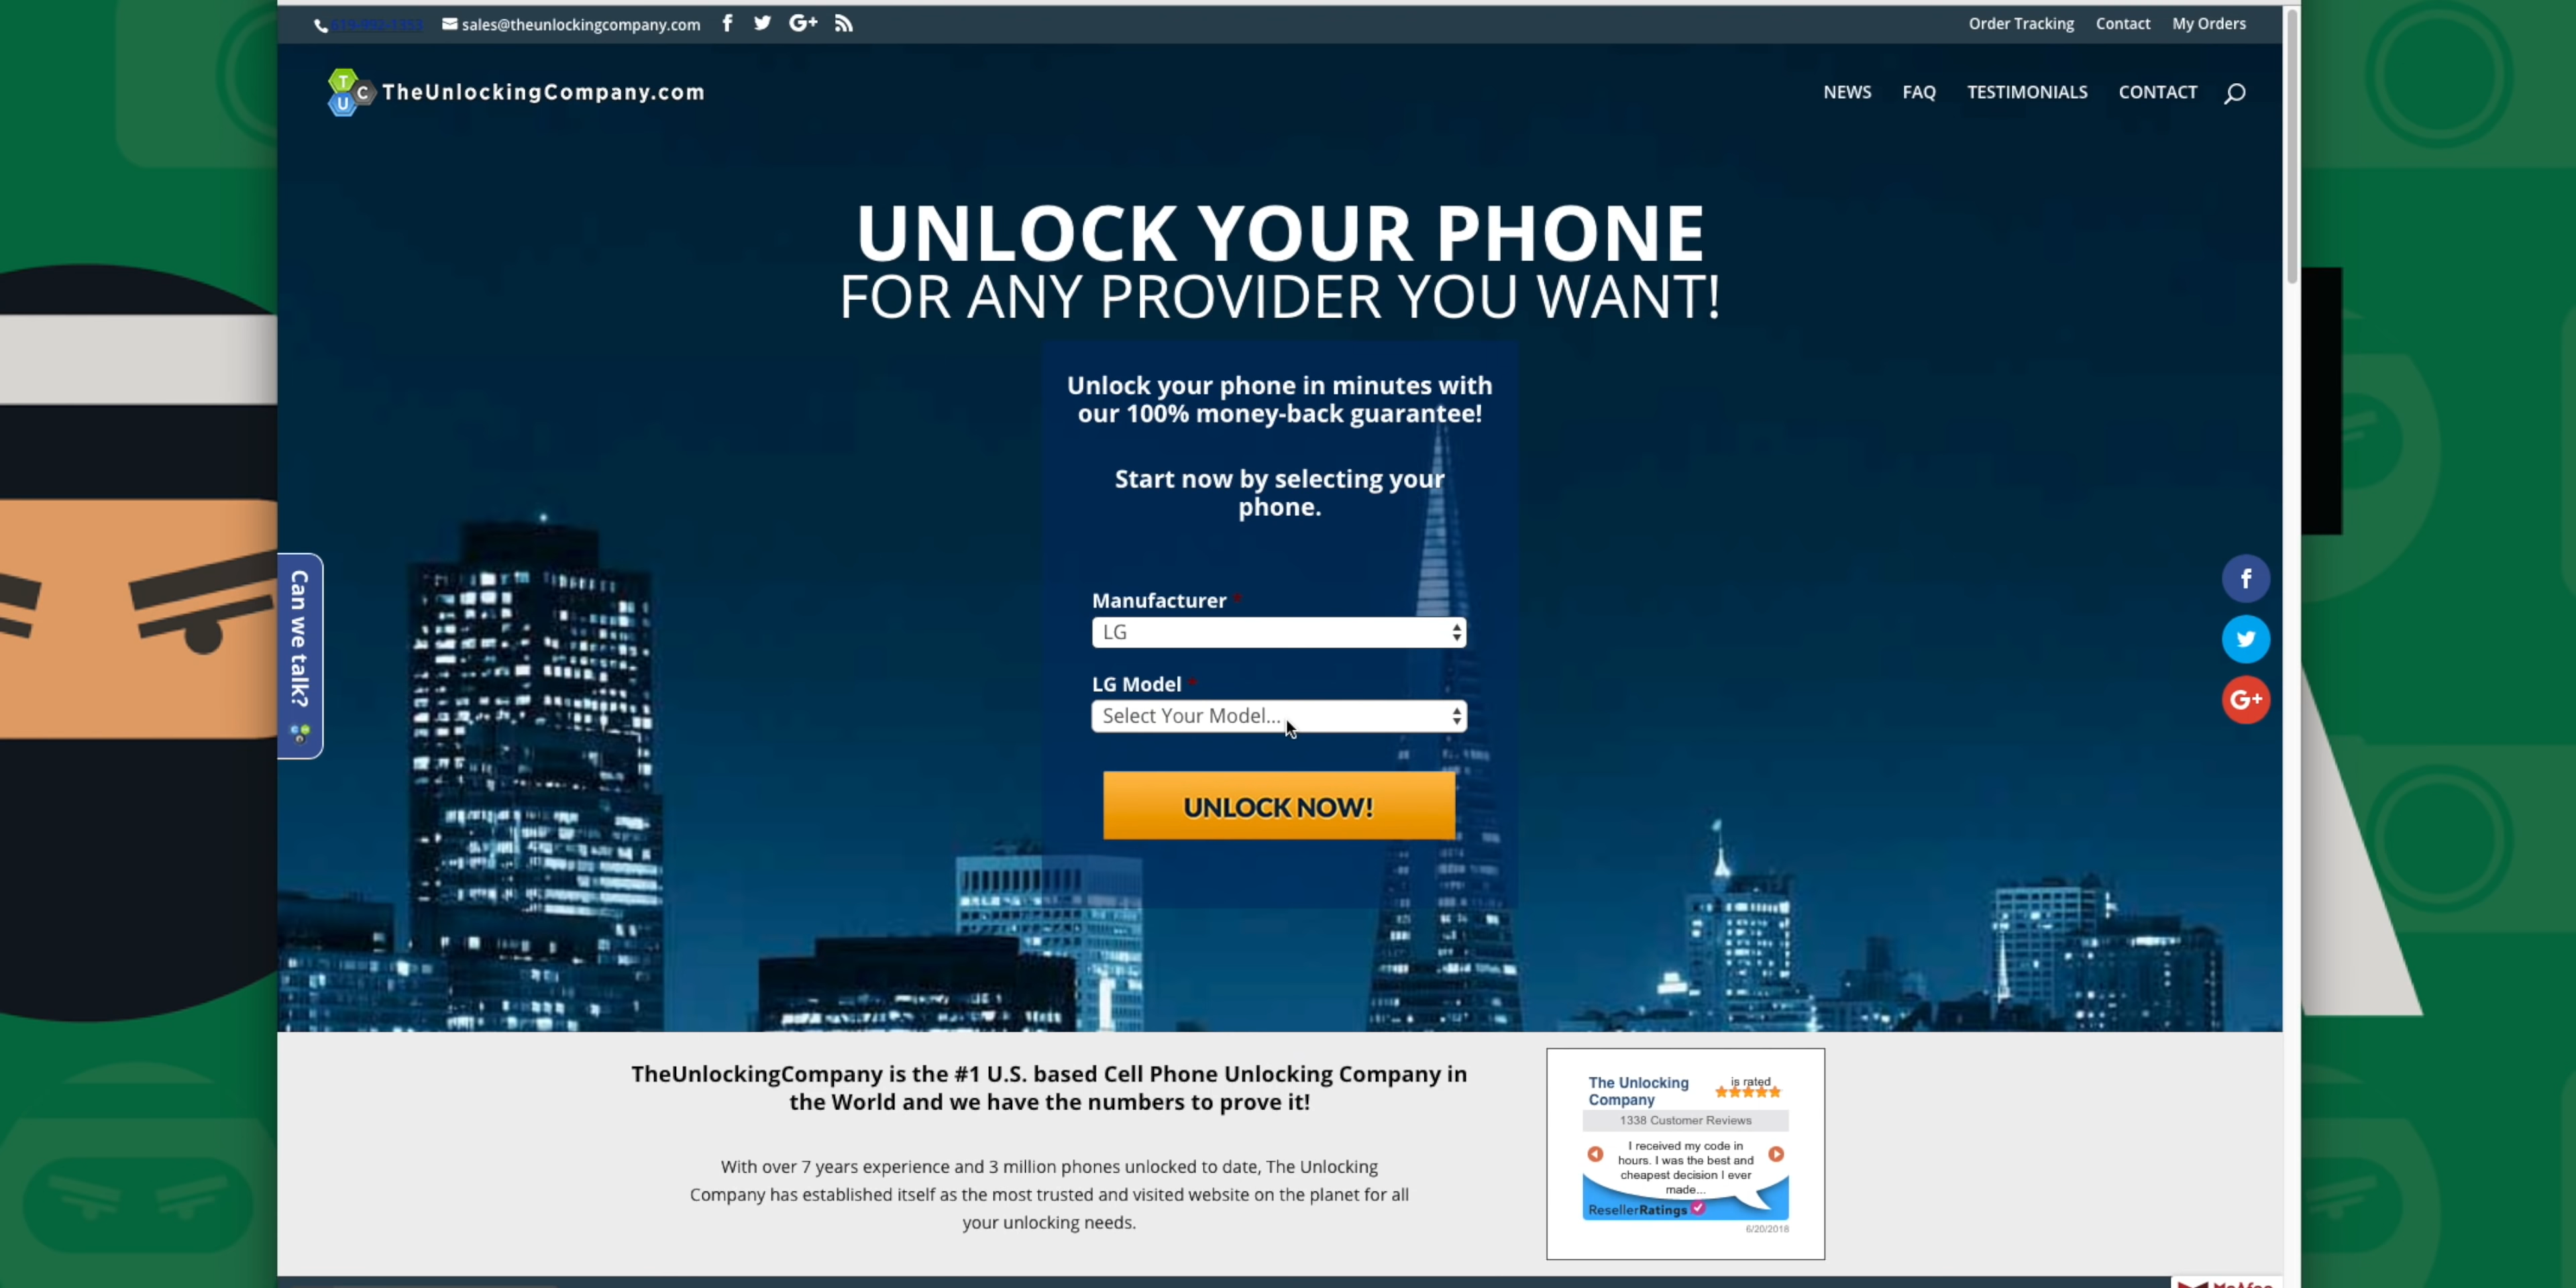 619-992-1353 sales@theunlockingcompany.com G+ Order Tracking Contact My Orders
T U C TheUnlockingCompany.com NEWS FAQ TESTIMONIALS CONTACT
UNLOCK YOUR PHONE
FOR ANY PROVIDER YOU WANT!
Unlock your phone in minutes with
our 100% money-back guarantee!
Start now by selecting your
phone.
Can we talk?
Manufacturer *
LG
LG Model *
Select Your Model...
UNLOCK NOW!
G+
TheUnlockingCompany is the #1 U.S. based Cell Phone Unlocking Company in
the World and we have the numbers to prove it!
With over 7 years experience and 3 million phones unlocked to date, The Unlocking
Company has established itself as the most trusted and visited website on the planet for all
your unlocking needs.
The Unlocking
Company
is rated
1338 Customer Reviews
I received my code in
hours. I was the best and
cheapest decision I ever
made...
ResellerRatings
6/20/2018